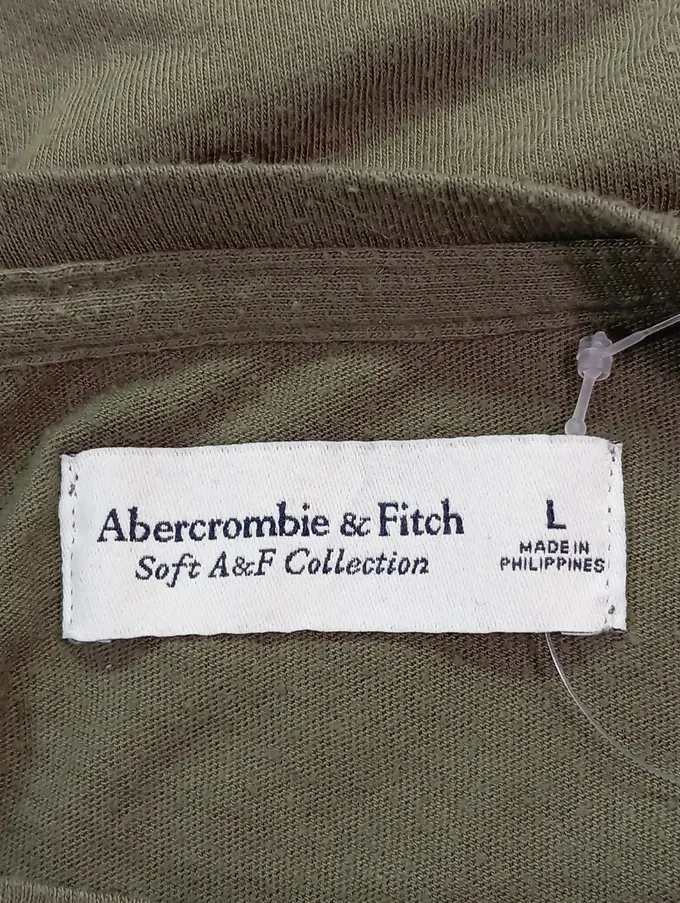 Abercrombie & Fitch
Soft A&F Collection
L
MADE IN
PHILIPPINES